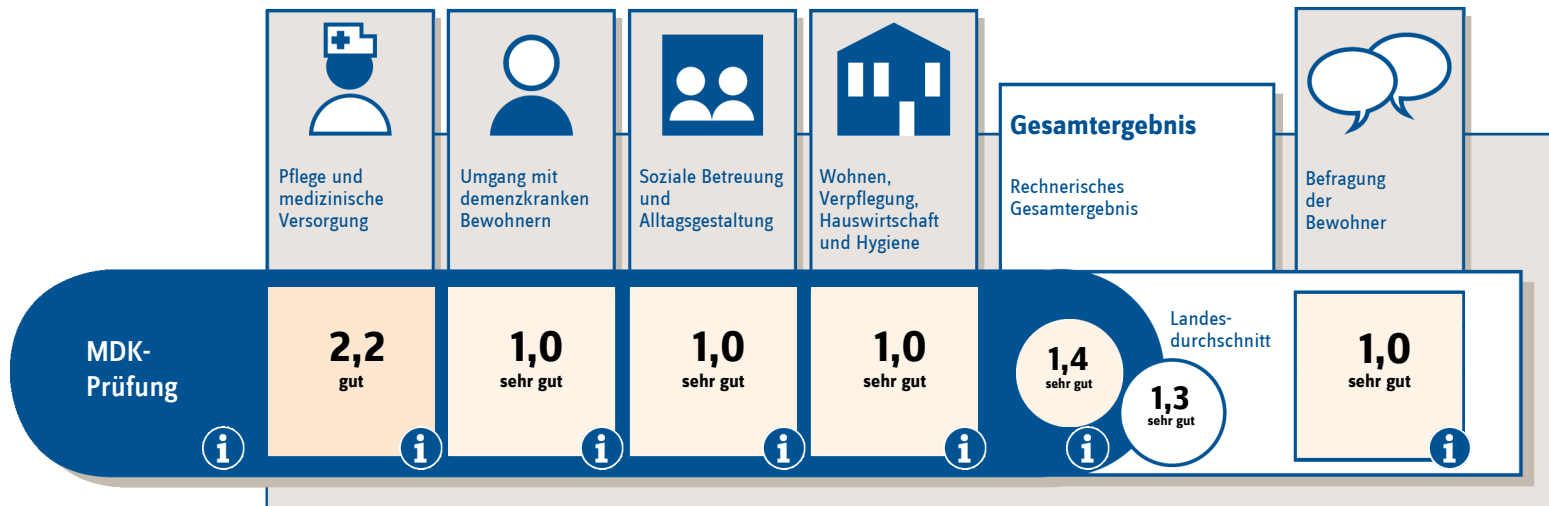 Pflege und
medizinische
Versorgung
Umgang mit
demenzkranken
Bewohnern
Soziale Betreuung
und
Alltagsgestaltung
Wohnen,
Verpflegung,
Hauswirtschaft
und Hygiene
Gesamtergebnis
Rechnerisches
Gesamtergebnis
Befragung
der
Bewohner
MDK-
Prüfung
i
2,2
gut
i
1,0
sehr gut
i
1,0
sehr gut
i
1,0
sehr gut
i
1,4
sehr gut
i
Landes-
durchschnitt
1,3
sehr gut
1,0
sehr gut
i